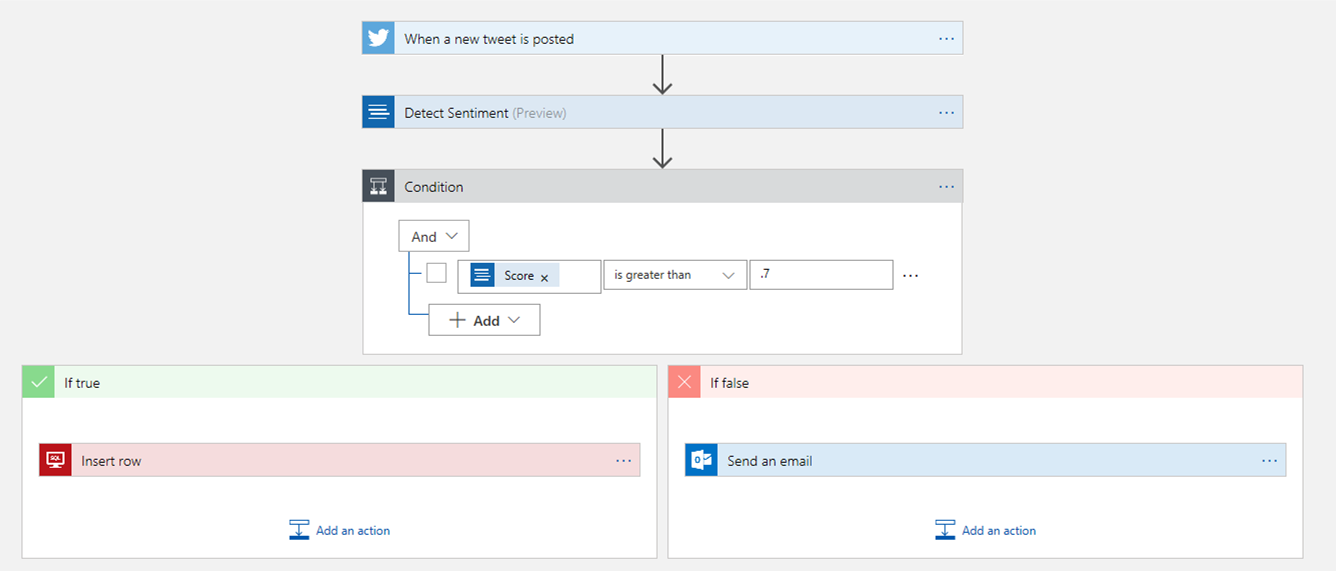 When a new tweet is posted ...
Detect Sentiment (Preview) ...
Condition ...
And
Score × is greater than .7 ...
+ Add
If true
If false
SQL Insert row ...
Send an email ...
Add an action
Add an action